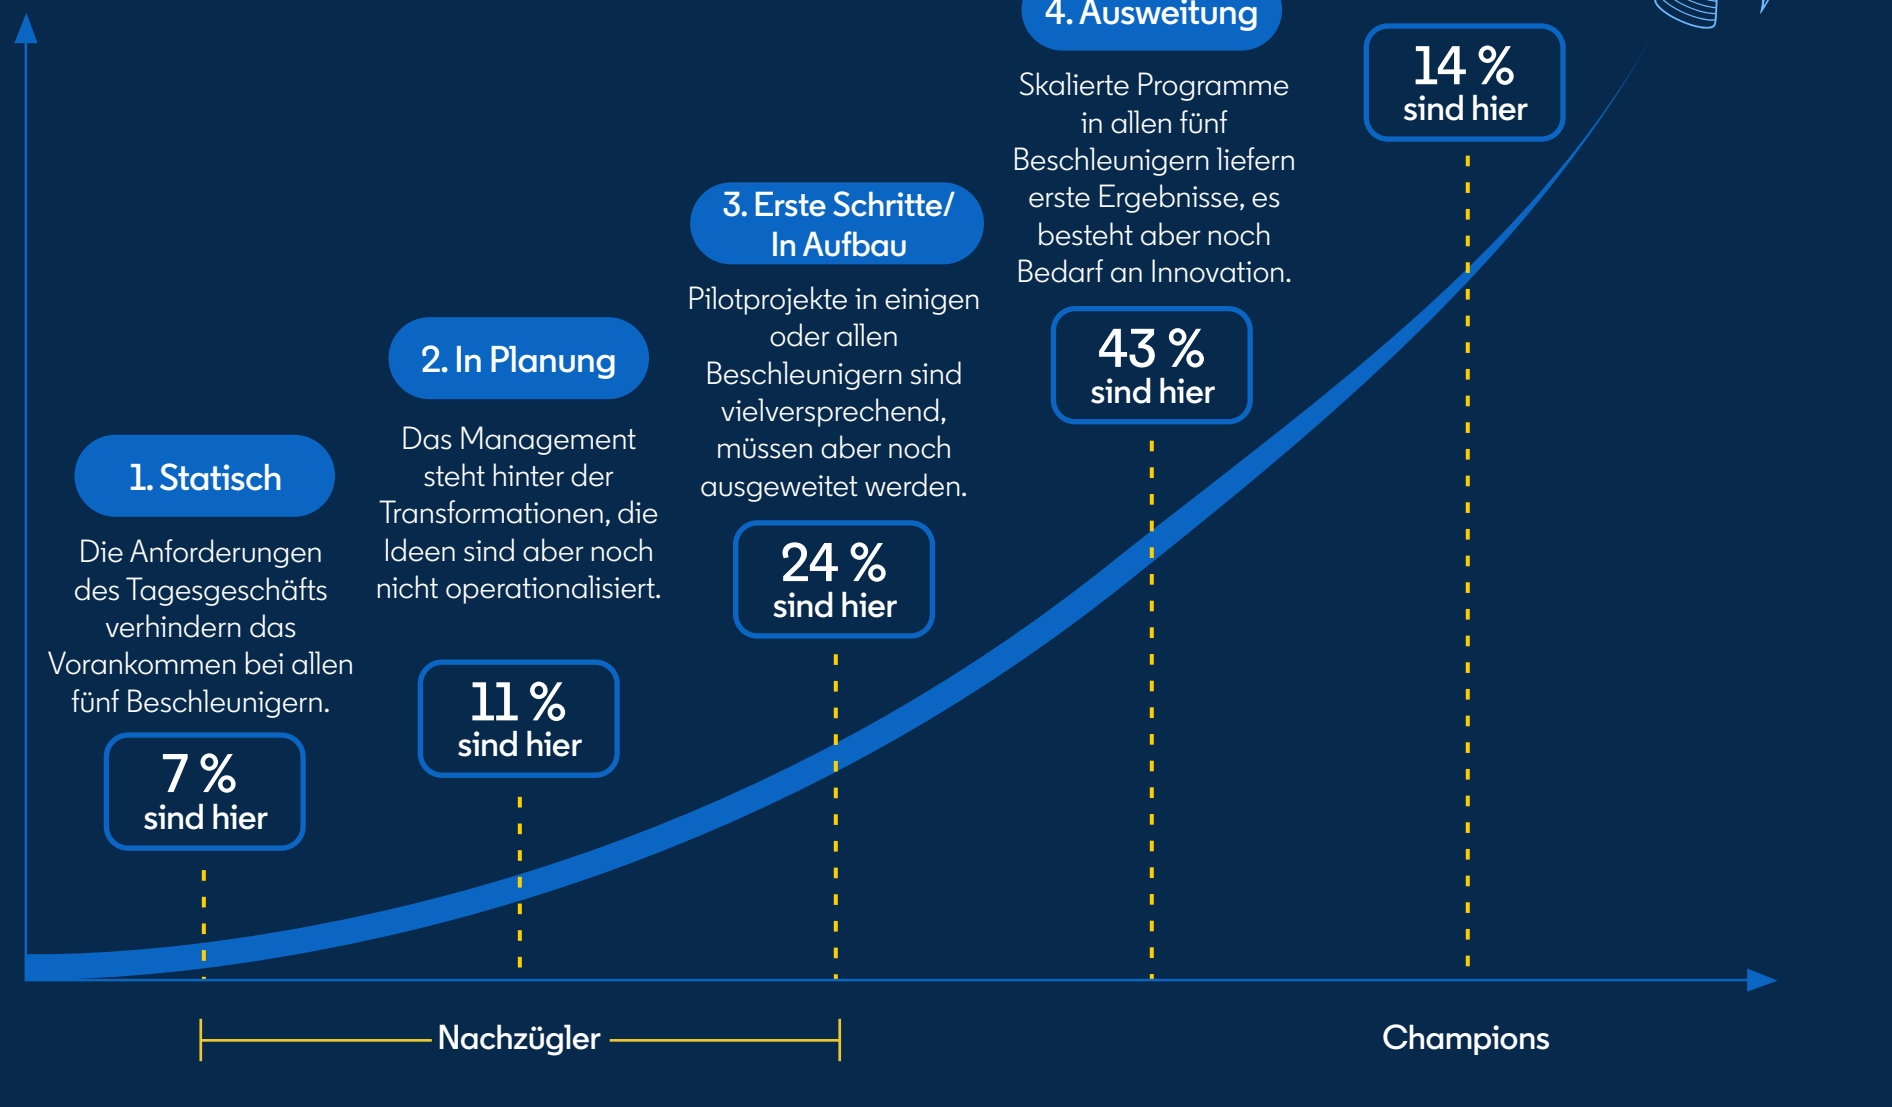 1. Statisch
Die Anforderungen
des Tagesgeschäfts
verhindern das
Vorankommen bei allen
fünf Beschleunigern.
7 %
sind hier
2. In Planung
Das Management
steht hinter der
Transformationen, die
Ideen sind aber noch
nicht operationalisiert.
11 %
sind hier
3. Erste Schritte/
In Aufbau
Pilotprojekte in einigen
oder allen
Beschleunigern sind
vielversprechend,
müssen aber noch
ausgeweitet werden.
24 %
sind hier
4. Ausweitung
Skalierte Programme
in allen fünf
Beschleunigern liefern
erste Ergebnisse, es
besteht aber noch
Bedarf an Innovation.
43 %
sind hier
14 %
sind hier
Nachzügler
Champions